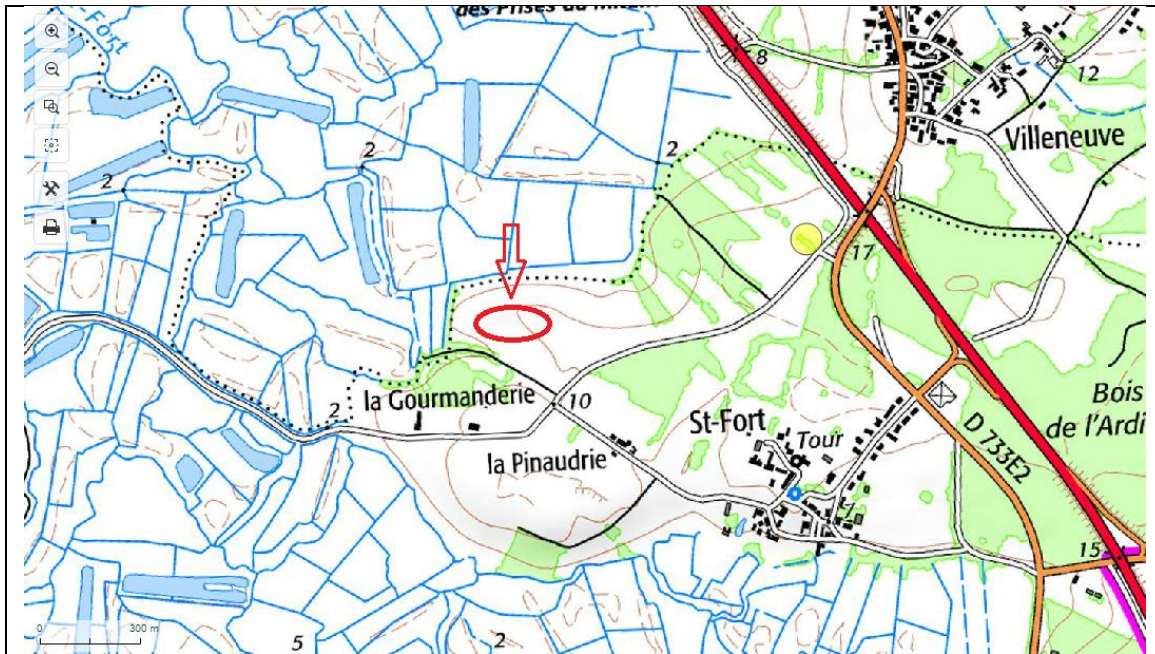 des Prises du
Fort
8
12
Villeneuve
2
2
2
17
la Gourmanderie
10
Bois
2
St-Fort
Tour
de l'Ardi
D 733E2
la Pinaudrie
15
0
300 m
5
2